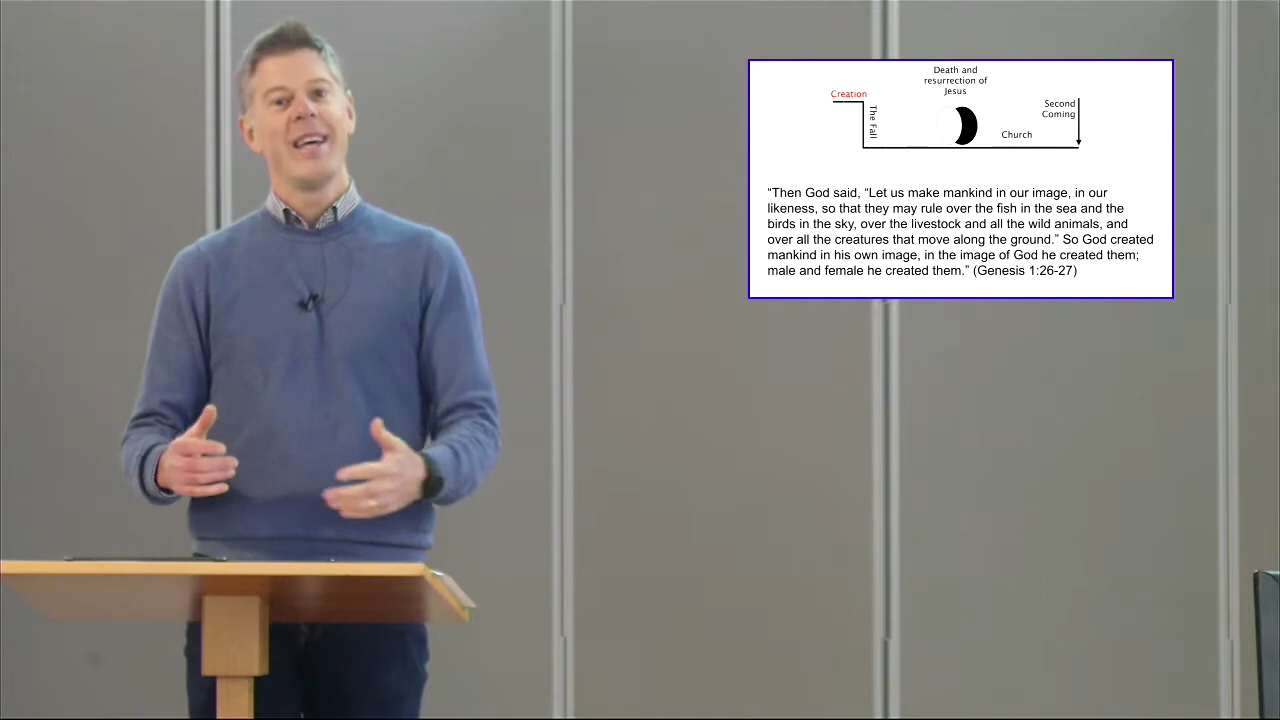 Death and
resurrection of
Jesus
Creation
The Fall
Second
Coming
Church
“Then God said, “Let us make mankind in our image, in our
likeness, so that they may rule over the fish in the sea and the
birds in the sky, over the livestock and all the wild animals, and
over all the creatures that move along the ground.” So God created
mankind in his own image, in the image of God he created them;
male and female he created them.” (Genesis 1:26-27)